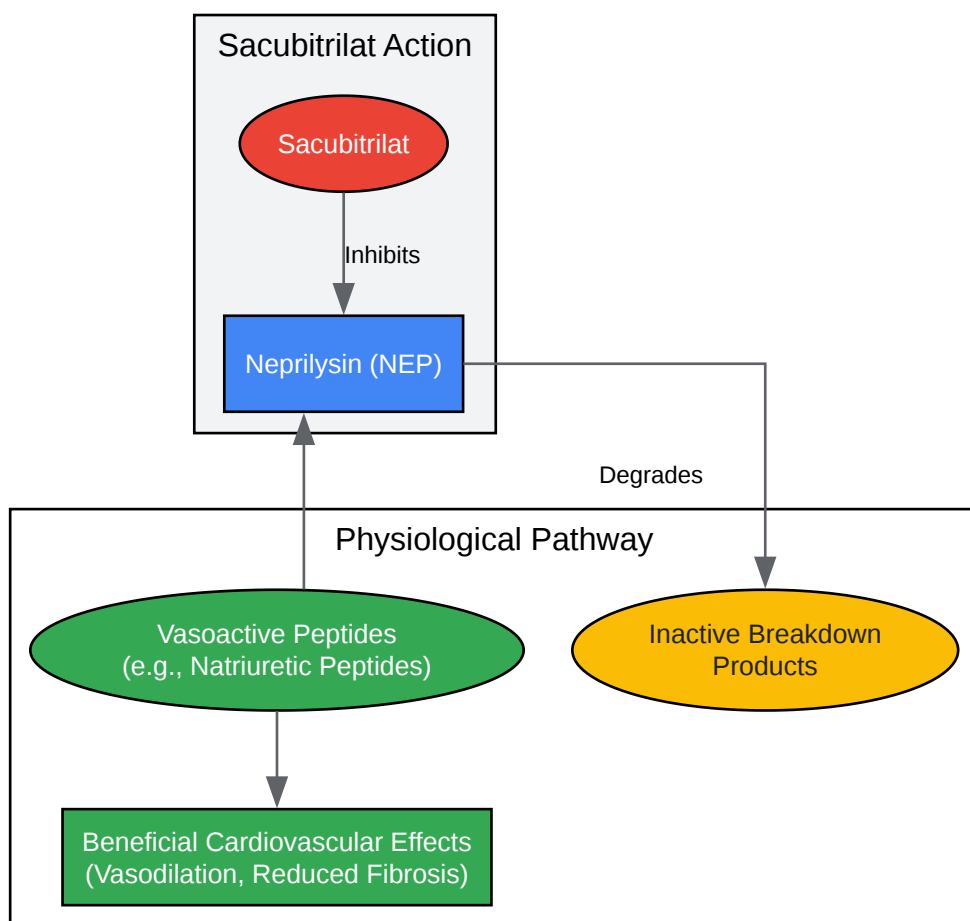 Sacubitrilat Action
Sacubitrilat
Inhibits
Neprilysin (NEP)
Degrades
Physiological Pathway
Vasoactive Peptides
(e.g., Natriuretic Peptides)
Inactive Breakdown
Products
Beneficial Cardiovascular Effects
(Vasodilation, Reduced Fibrosis)